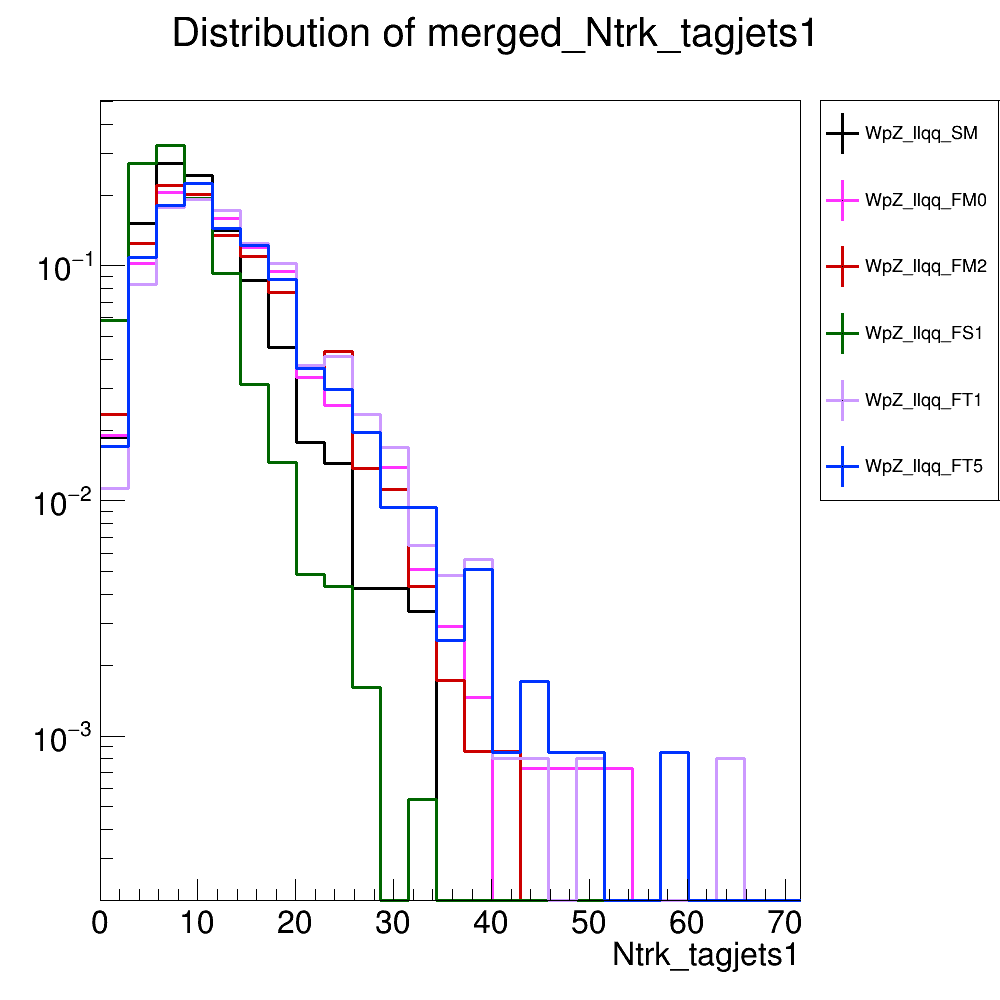 Distribution of merged_Ntrk_tagjets1
WpZ_llqq_SM
WpZ_llqq_FM0
WpZ_llqq_FM2
WpZ_llqq_FS1
WpZ_llqq_FT1
WpZ_llqq_FT5
10⁻¹
10⁻²
10⁻³
0 10 20 30 40 50 60 70
Ntrk_tagjets1